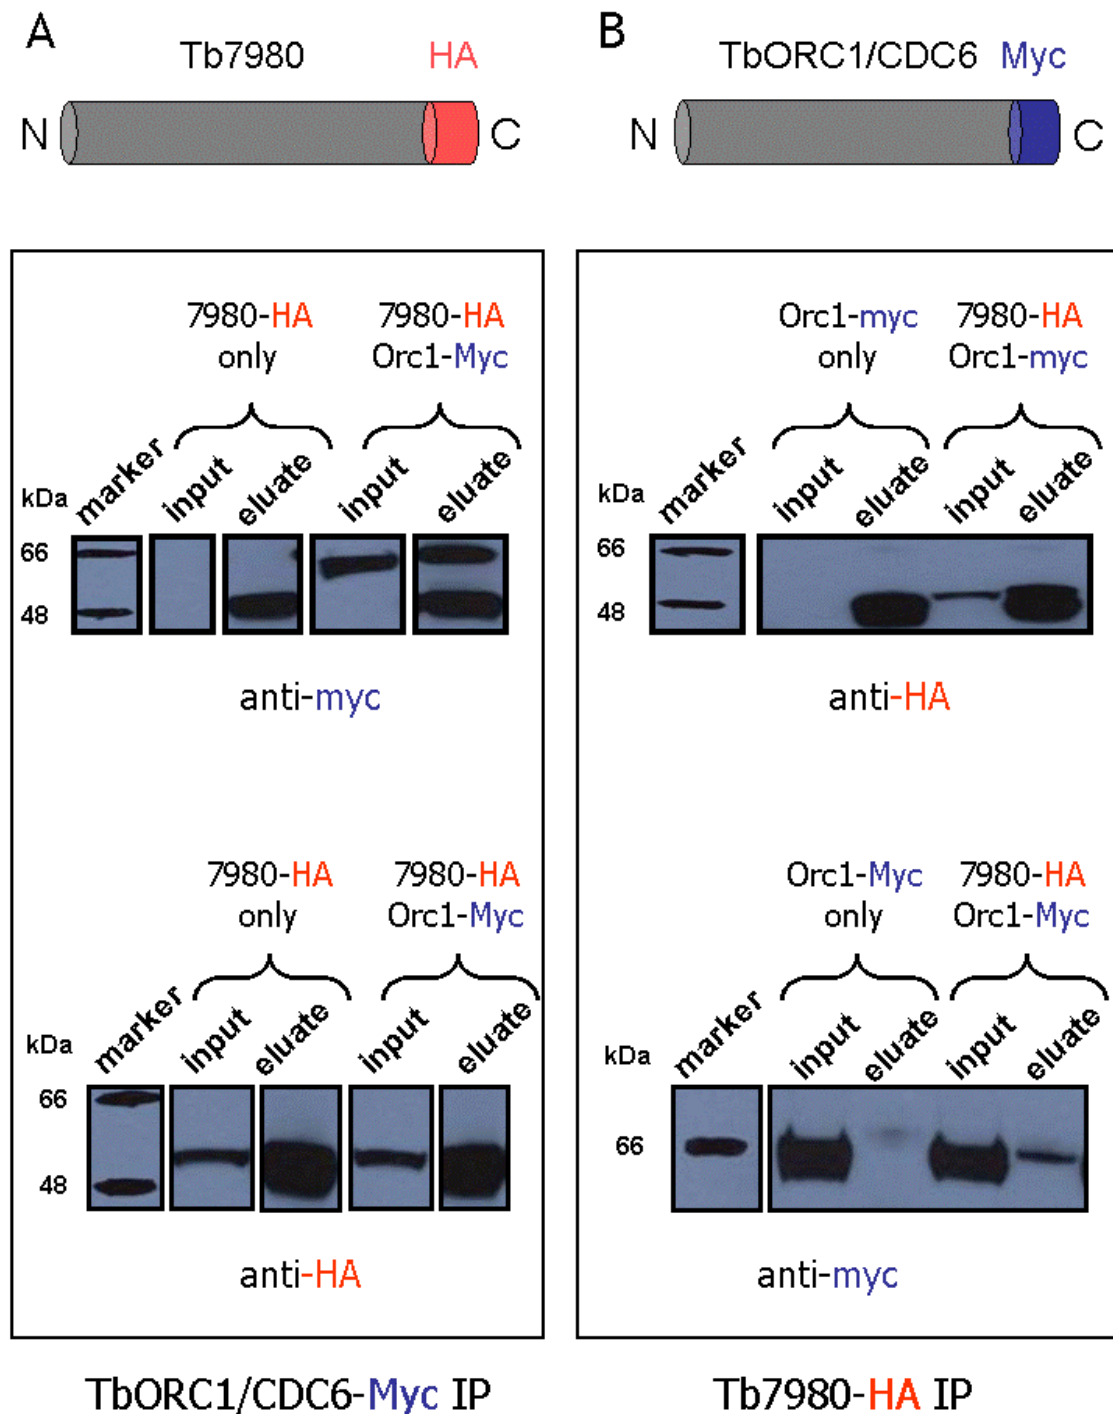 A
Tb7980 HA
N C
7980-HA
only
7980-HA
Orc1-Myc
kDa
marker
input
eluate
input
eluate
66
48
anti-myc
7980-HA
only
7980-HA
Orc1-Myc
kDa
marker
input
eluate
input
eluate
66
48
anti-HA
TbORC1/CDC6-Myc IP
B
TbORC1/CDC6 Myc
N C
Orc1-myc
only
7980-HA
Orc1-myc
kDa
marker
input
eluate
input
eluate
66
48
anti-HA
Orc1-Myc
only
7980-HA
Orc1-Myc
kDa
marker
input
eluate
input
eluate
66
anti-myc
Tb7980-HA IP